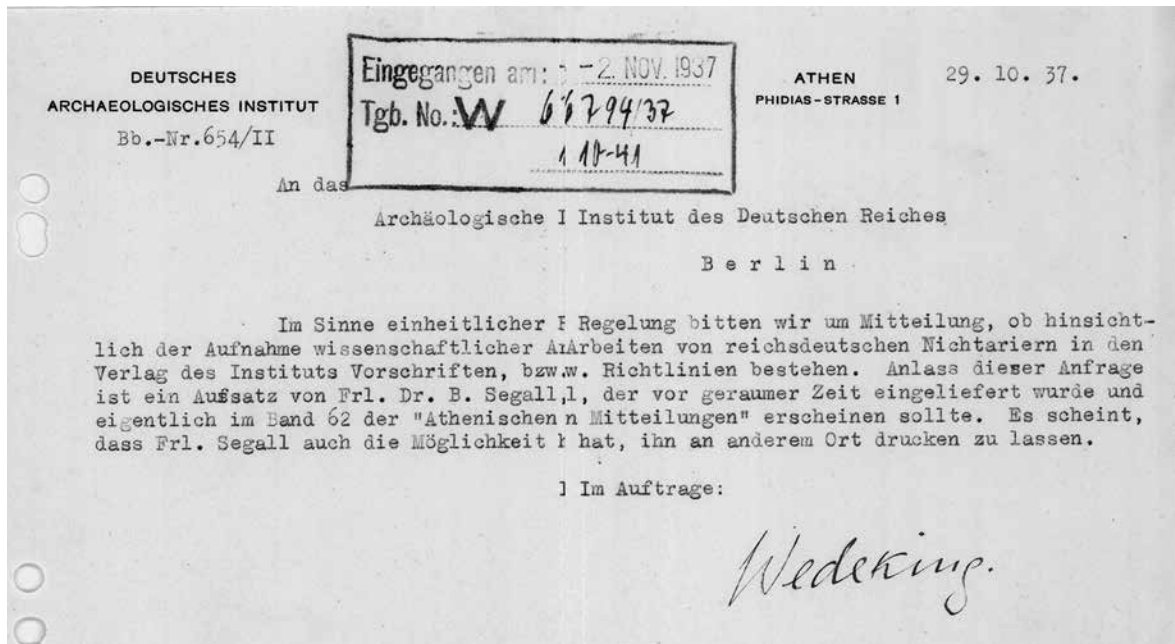 DEUTSCHES
ARCHAEOLOGISCHES INSTITUT
Bb.-Nr.654/II
Eingegangen am: -2. NOV. 1937
Tgb. No.: W 66794/37
1 10-41
ATHEN
PHIDIAS-STRASSE 1
29. 10. 37.
An das
Archäologische I Institut des Deutschen Reiches
B e r l i n
Im Sinne einheitlicher Regelung bitten wir um Mitteilung, ob hinsicht-
lich der Aufnahme wissenschaftlicher ArArbeiten von reichsdeutschen Nichtariern in den
Verlag des Instituts Vorschriften, bzw.w. Richtlinien bestehen. Anlass dieser Anfrage
ist ein Aufsatz von Frl. Dr. B. Segall,l, der vor geraumer Zeit eingeliefert wurde und
eigentlich im Band 62 der "Athenischen n Mitteilungen" erscheinen sollte. Es scheint,
dass Frl. Segall auch die Möglichkeit hat, ihn an anderem Ort drucken zu lassen.
Im Auftrage:
Wedeking.